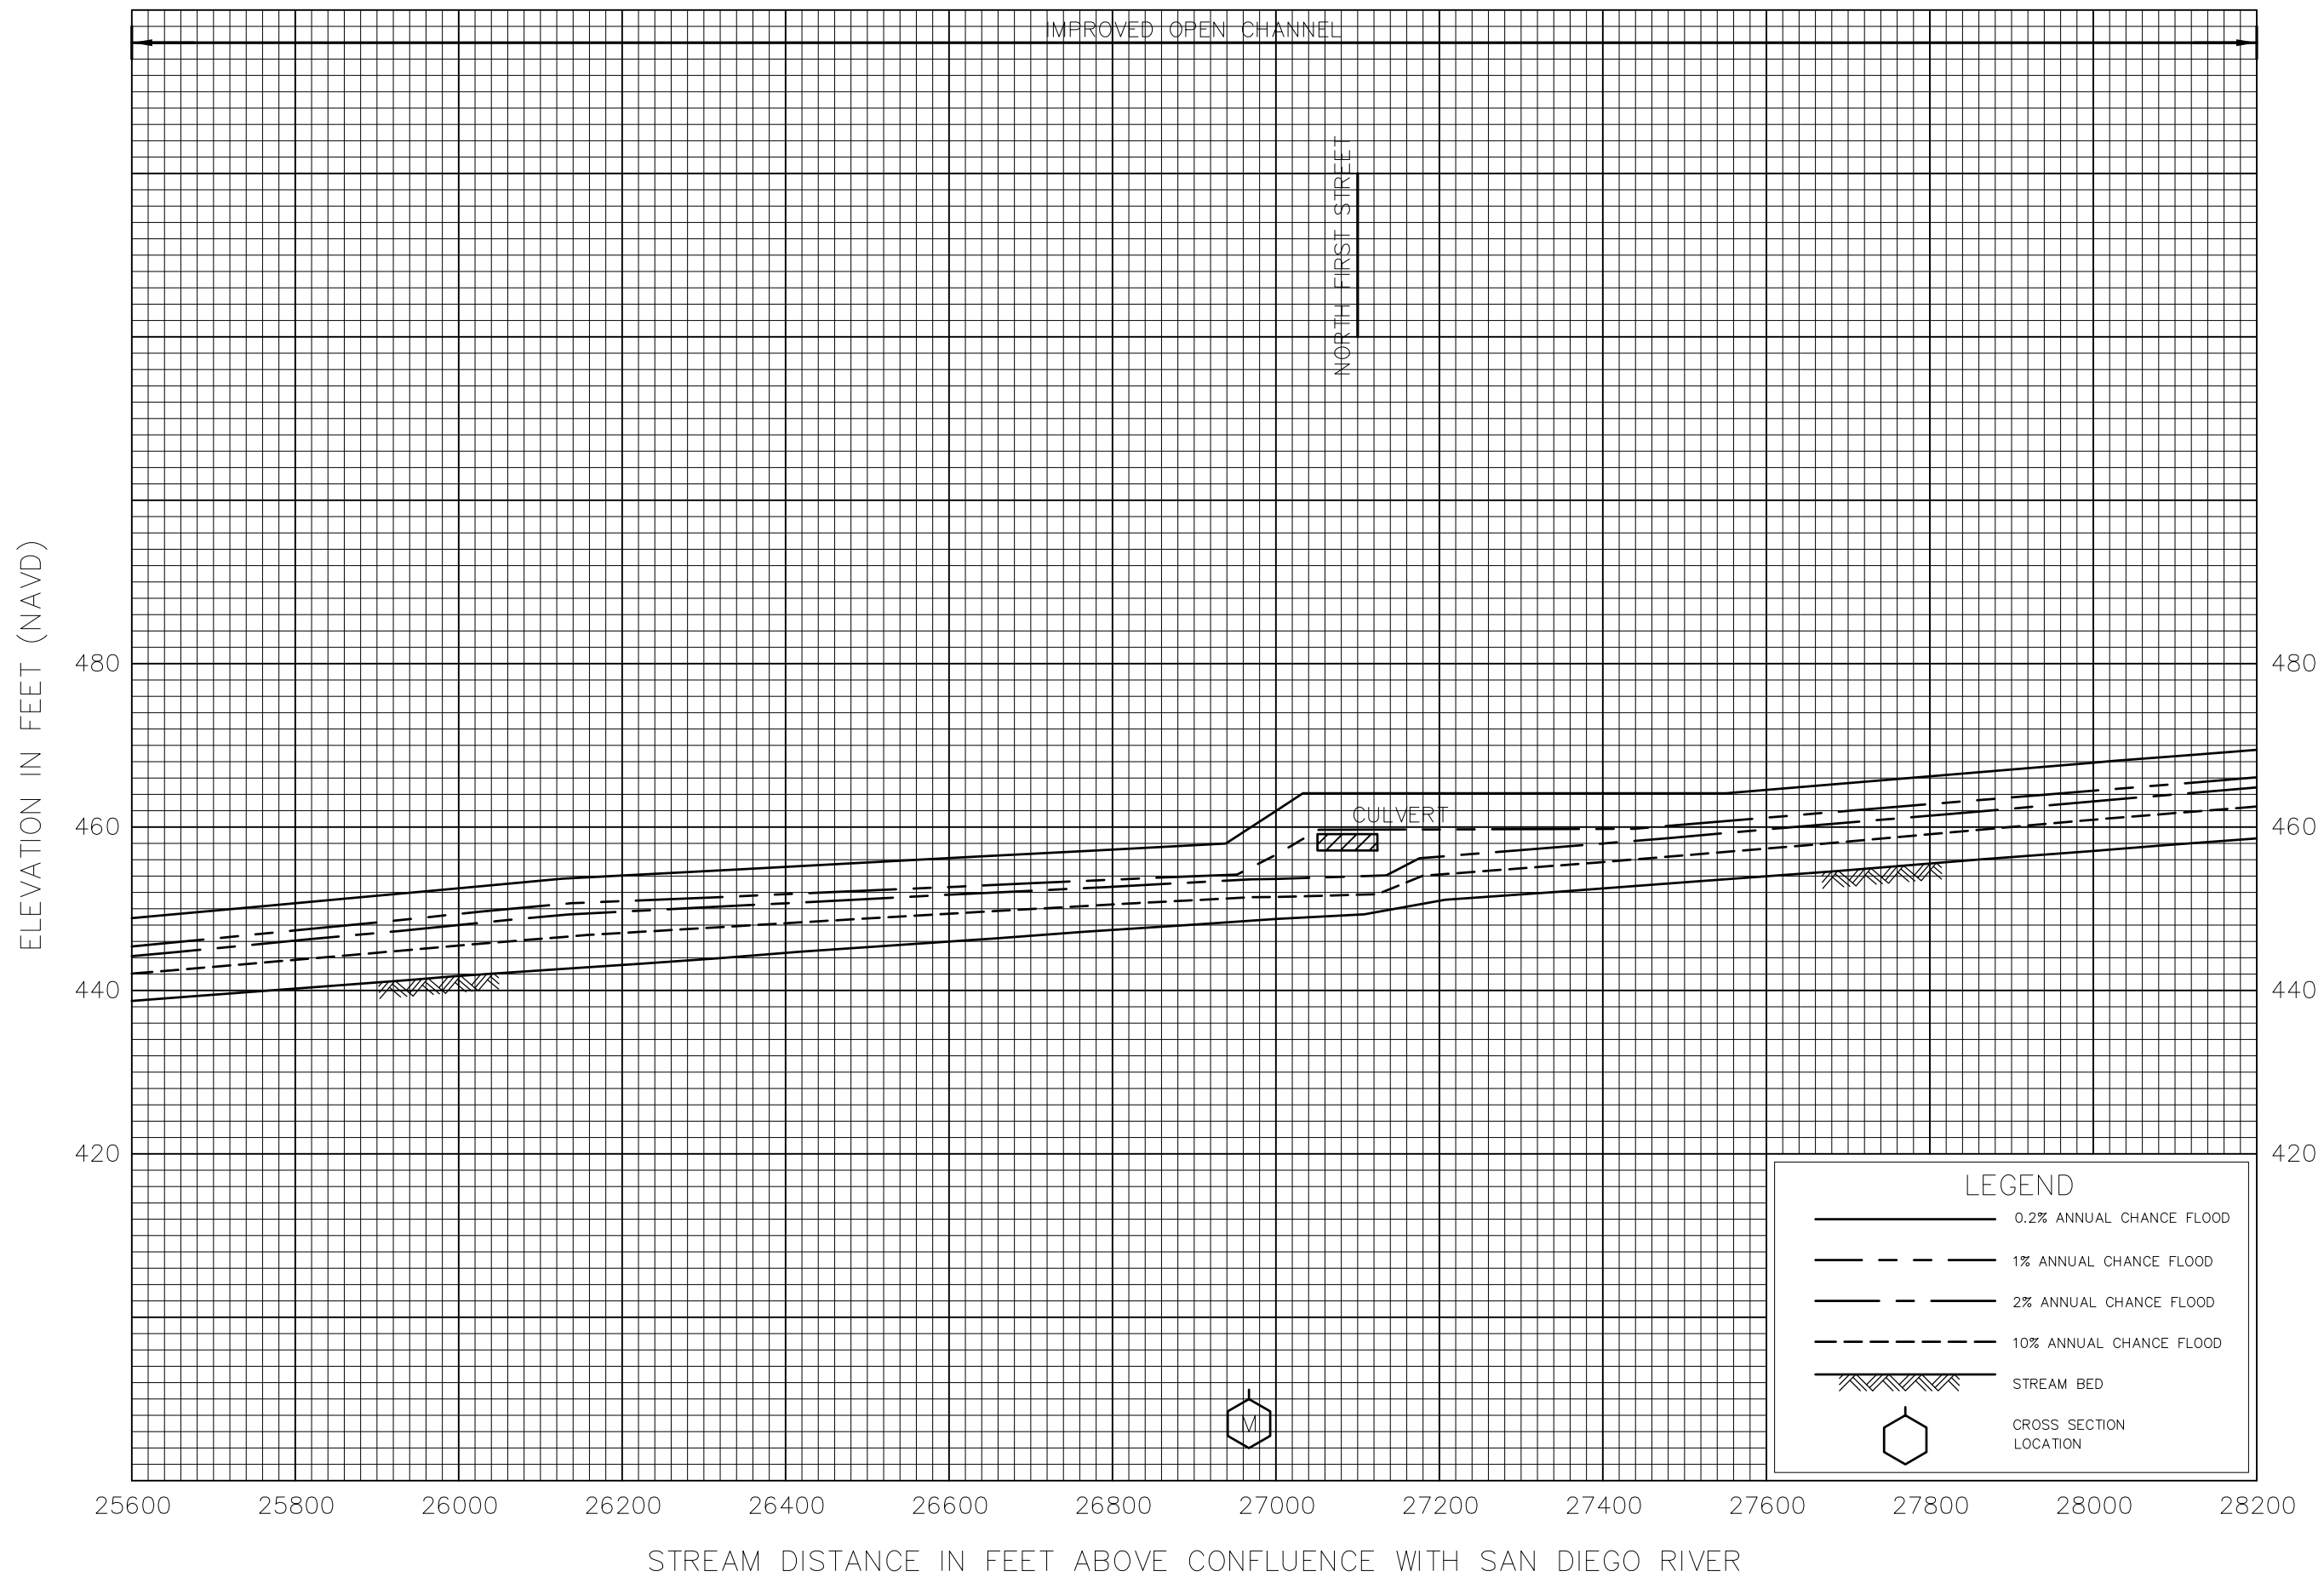 IMPROVED OPEN CHANNEL
NORTH FIRST STREET
ELEVATION IN FEET (NAVD)
480
480
CULVERT
460
460
440
440
420
420
LEGEND
0.2% ANNUAL CHANCE FLOOD
1% ANNUAL CHANCE FLOOD
2% ANNUAL CHANCE FLOOD
10% ANNUAL CHANCE FLOOD
STREAM BED
CROSS SECTION
LOCATION
M
25600 25800 26000 26200 26400 26600 26800 27000 27200 27400 27600 27800 28000 28200
STREAM DISTANCE IN FEET ABOVE CONFLUENCE WITH SAN DIEGO RIVER